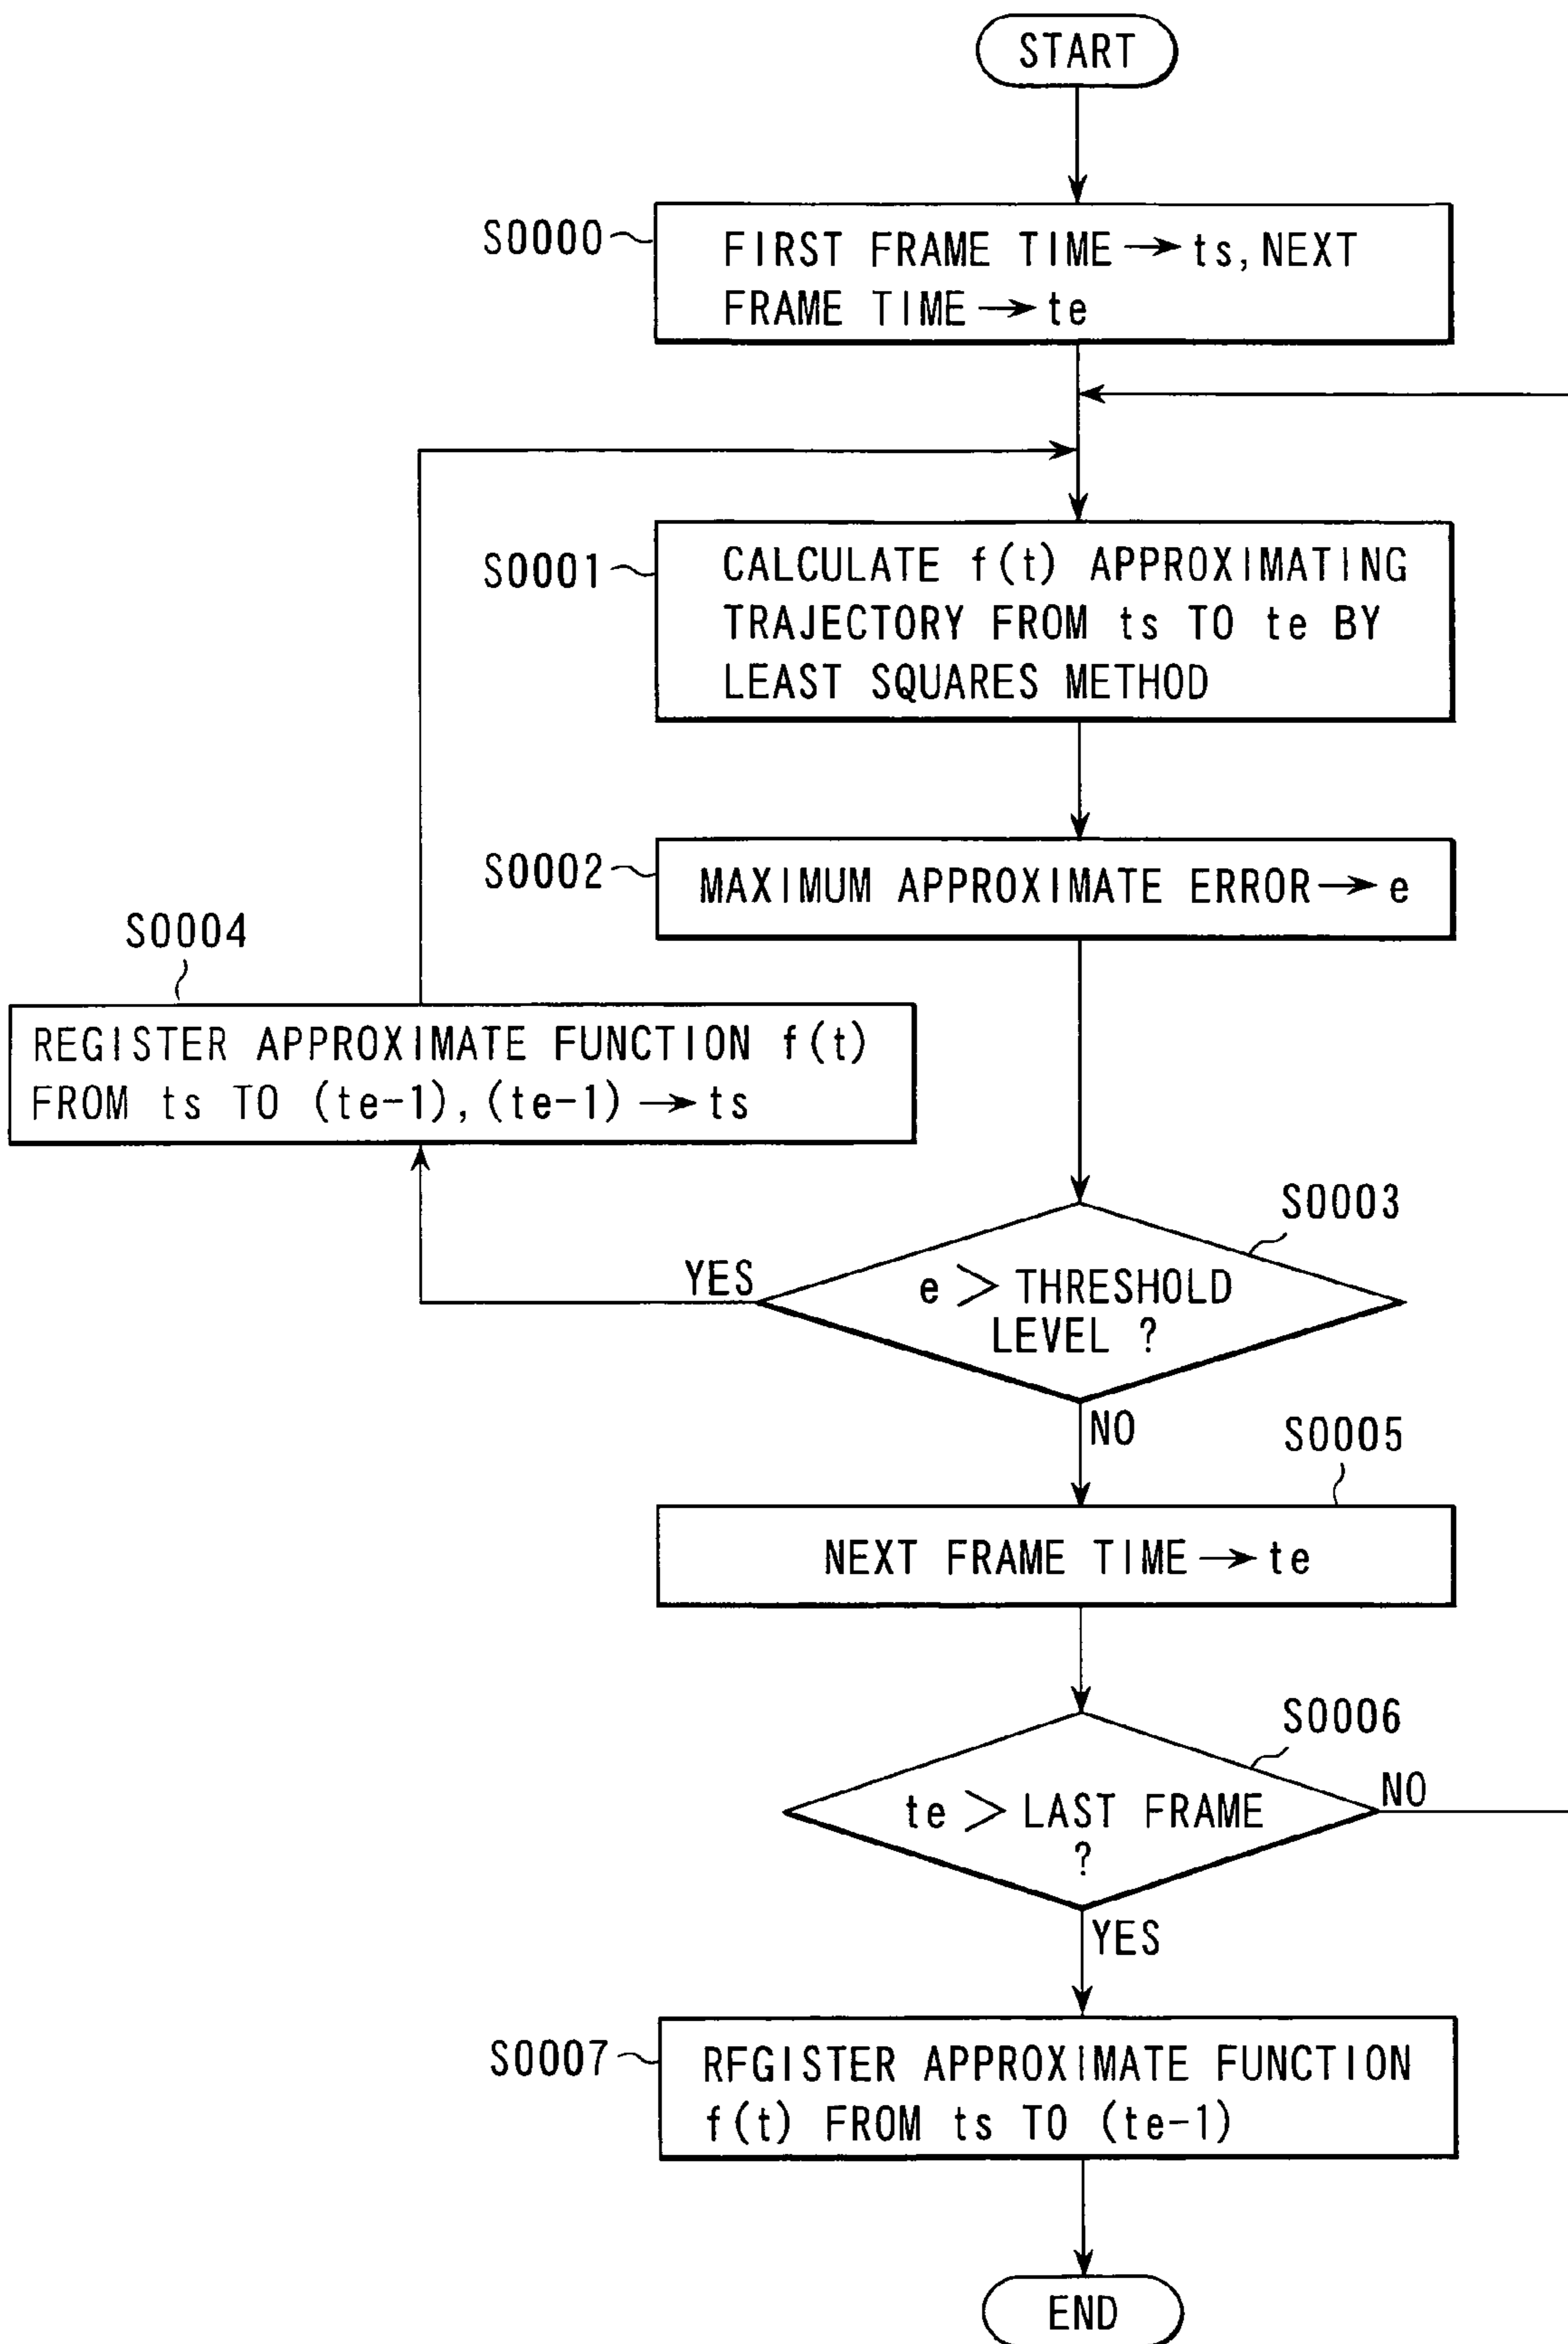 START
S0000
FIRST FRAME TIME → ts, NEXT
FRAME TIME → te
S0001
CALCULATE f(t) APPROXIMATING
TRAJECTORY FROM ts TO te BY
LEAST SQUARES METHOD
S0002
MAXIMUM APPROXIMATE ERROR → e
S0004
REGISTER APPROXIMATE FUNCTION f(t)
FROM ts TO (te-1), (te-1) → ts
S0003
YES
e > THRESHOLD
LEVEL ?
NO
S0005
NEXT FRAME TIME → te
S0006
te > LAST FRAME
?
NO
YES
S0007
RFGISTER APPROXIMATE FUNCTION
f(t) FROM ts TO (te-1)
END